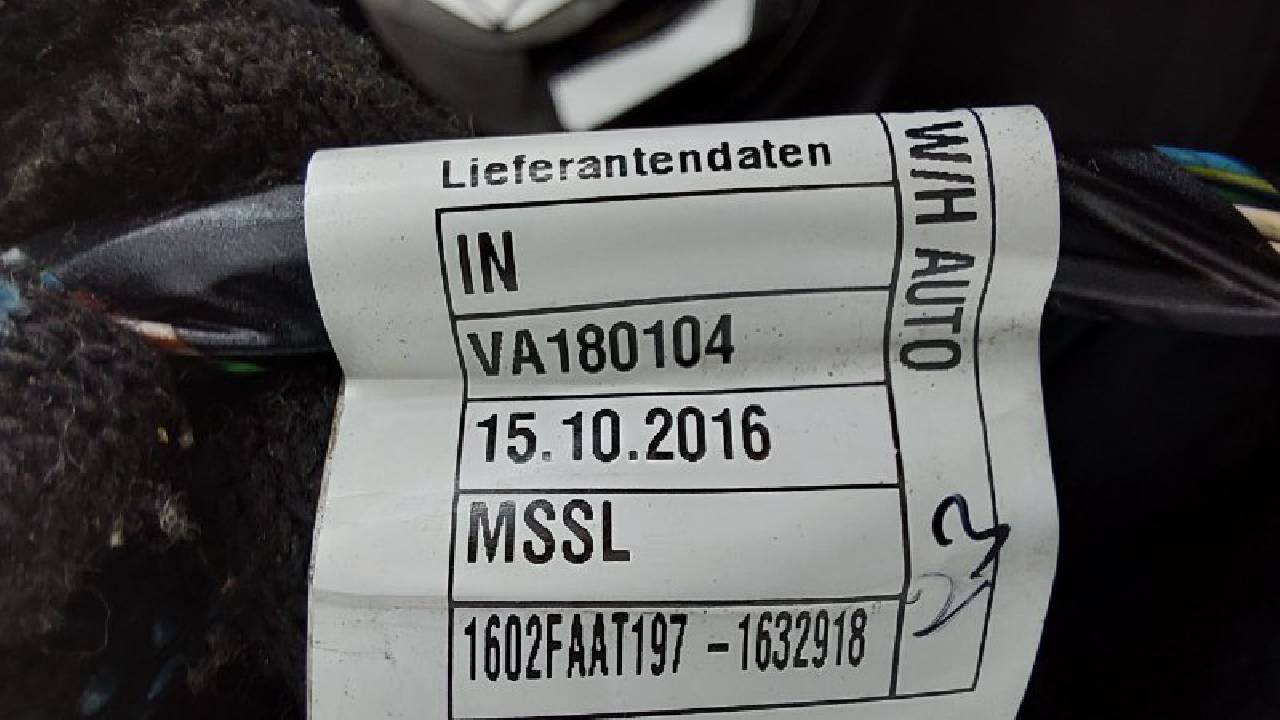 Lieferantendaten
IN
VA180104
15.10.2016
MSSL
1602FAAT197 -1632918
W/H AUTO